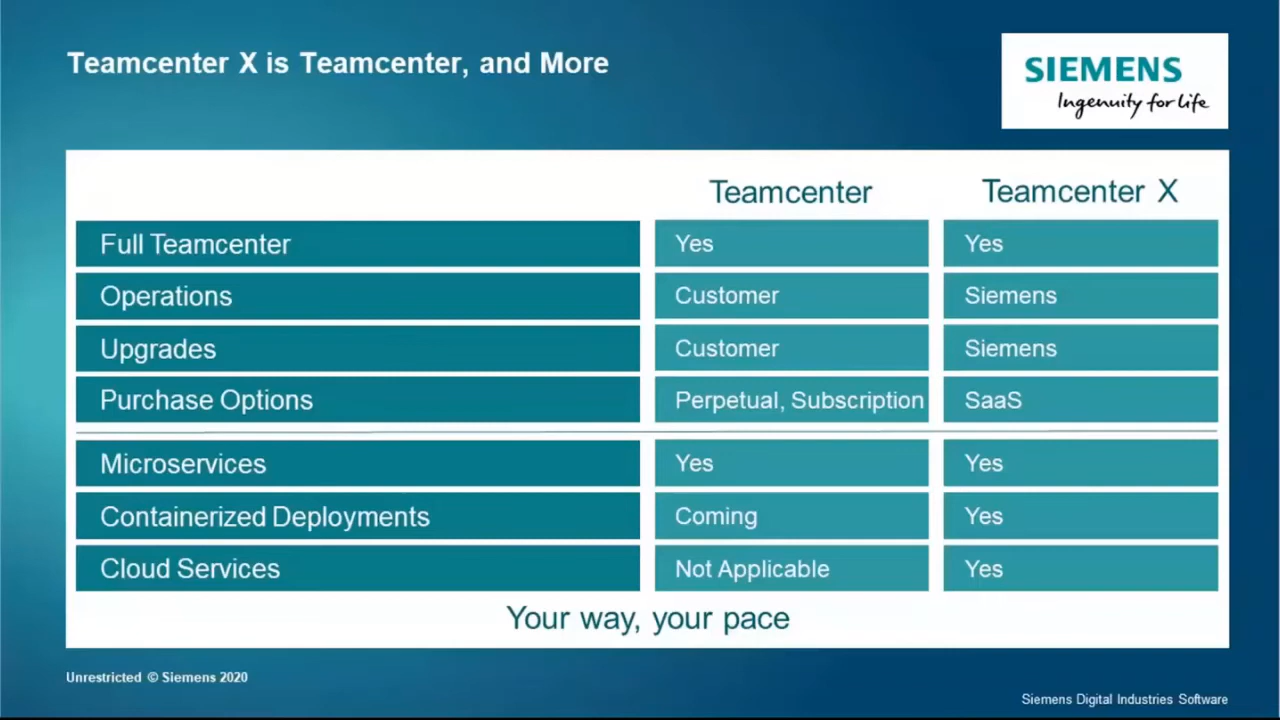 Teamcenter X is Teamcenter, and More
SIEMENS
Ingenuity for life
Teamcenter Teamcenter X
Full Teamcenter Yes Yes
Operations Customer Siemens
Upgrades Customer Siemens
Purchase Options Perpetual, Subscription SaaS
Microservices Yes Yes
Containerized Deployments Coming Yes
Cloud Services Not Applicable Yes
Your way, your pace
Unrestricted © Siemens 2020
Siemens Digital Industries Software